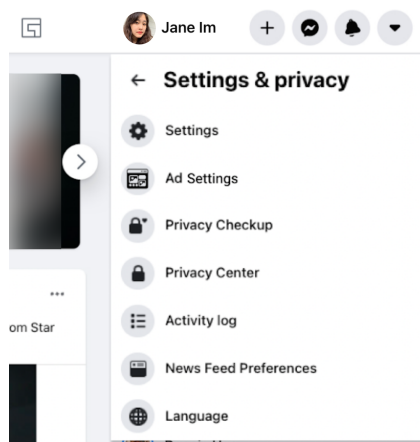 Jane Im
Settings & privacy
Settings
Ad Settings
Privacy Checkup
Privacy Center
Activity log
om Star
News Feed Preferences
Language